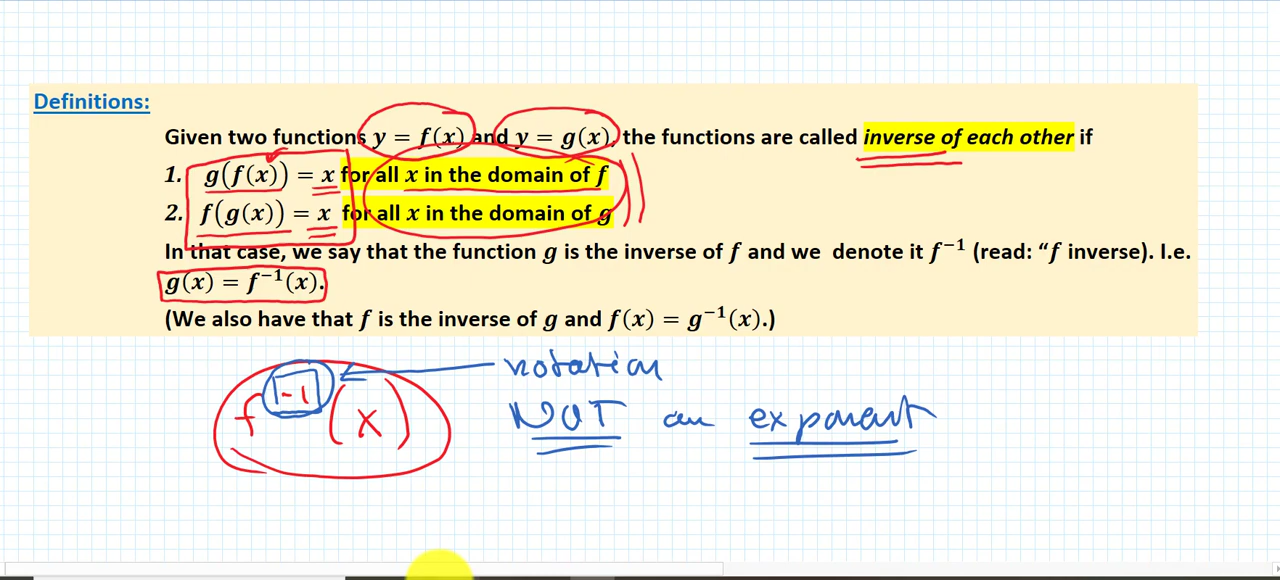 Definitions:
Given two functions y = f(x) and y = g(x), the functions are called inverse of each other if
1. g(f(x)) = x for all x in the domain of f
2. f(g(x)) = x for all x in the domain of g
In that case, we say that the function g is the inverse of f and we denote it f⁻¹ (read: “f inverse). I.e.
g(x) = f⁻¹(x).
(We also have that f is the inverse of g and f(x) = g⁻¹(x).)
notation
f⁻¹(x) NOT an exponent